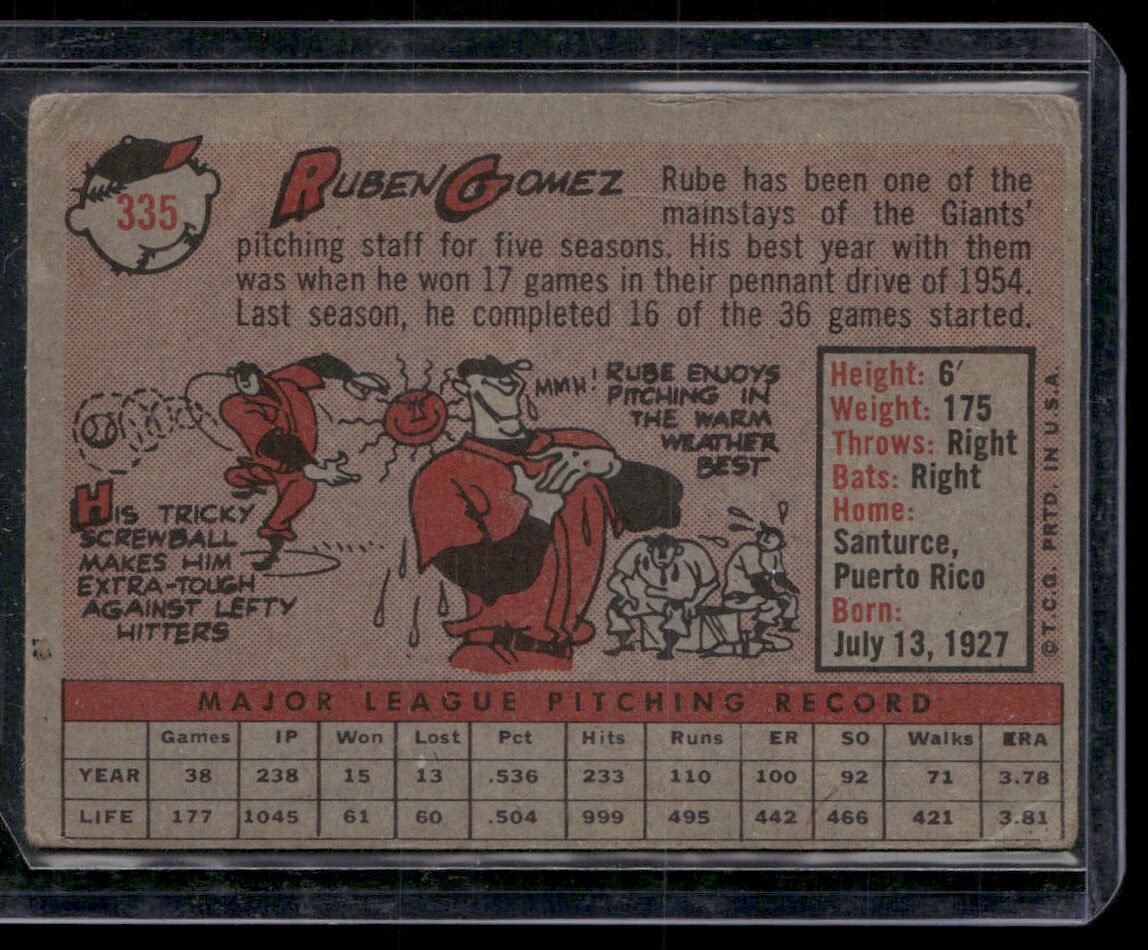 335
RUBEN GOMEZ
Rube has been one of the
mainstays of the Giants'
pitching staff for five seasons. His best year with them
was when he won 17 games in their pennant drive of 1954.
Last season, he completed 16 of the 36 games started.
MMH!
RUBE ENJOYS
PITCHING IN
THE WARM
WEATHER
BEST
HIS TRICKY
SCREWBALL
MAKES HIM
EXTRA-TOUGH
AGAINST LEFTY
HITTERS
Height: 6'
Weight: 175
Throws: Right
Bats: Right
Home:
Santurce,
Puerto Rico
Born:
July 13, 1927
© T.C.G. PRTD. IN U.S.A.
MAJOR LEAGUE PITCHING RECORD
Games IP Won Lost Pct Hits Runs ER SO Walks ERA
YEAR 38 238 15 13 .536 233 110 100 92 71 3.78
LIFE 177 1045 61 60 .504 999 495 442 466 421 3.81